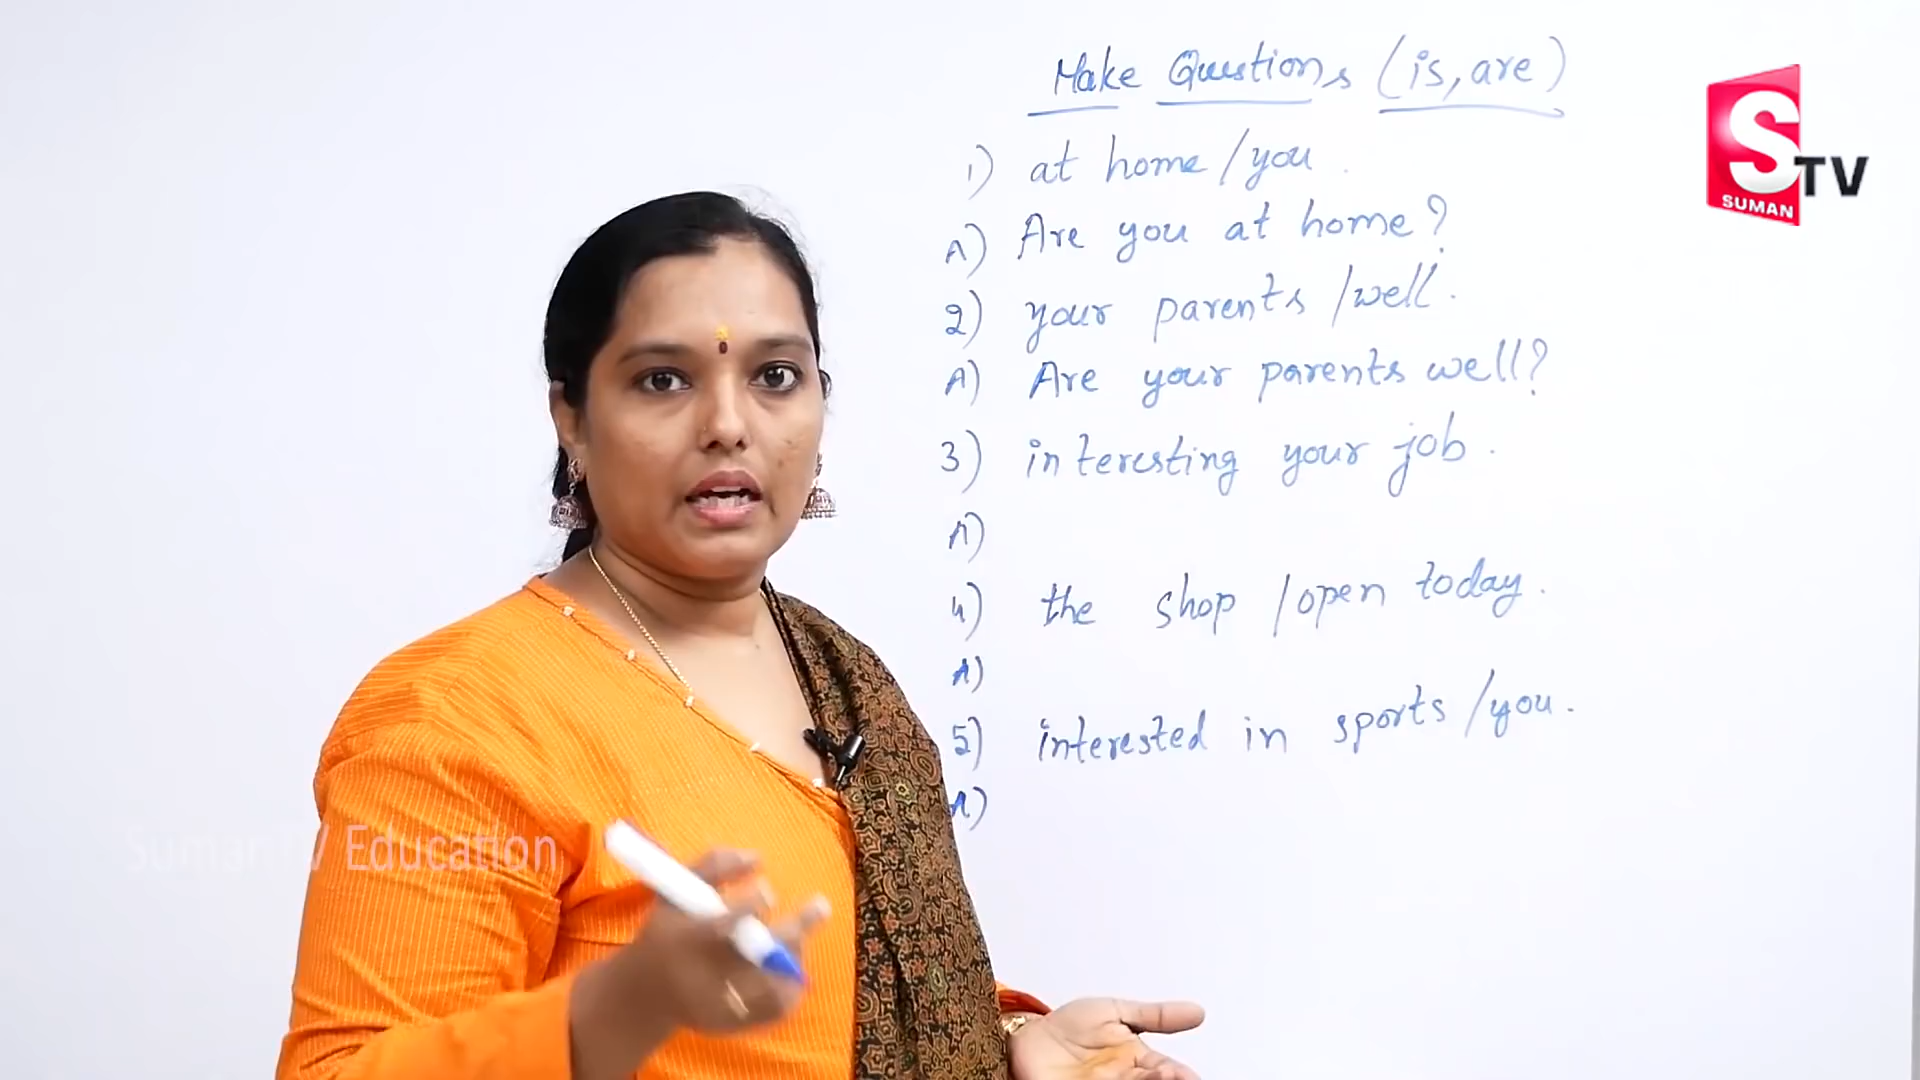 Make Questions (is, are)
1) at home /you.
A) Are you at home?
2) your parents /well.
A) Are your parents well?
3) interesting your job.
A)
4) the shop /open today.
A)
5) interested in sports /you.
A)
S TV
SUMAN
Suman TV Education